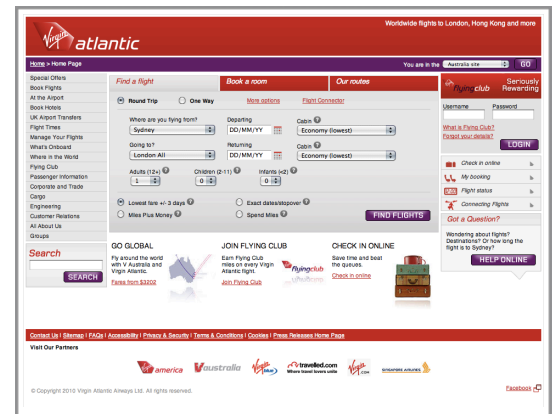 Worldwide flights to London, Hong Kong and more
Virgin atlantic
Home > Home Page
You are in the Australia site GO
Special Offers
Book Flights
At the Airport
Book Hotels
UK Airport Transfers
Flight Times
Manage Your Flights
What's Onboard
Where in the World
Flying Club
Passenger Information
Corporate and Trade
Cargo
Engineering
Customer Relations
All About Us
Groups
Search
SEARCH
Find a flight
Book a room
Our routes
Round Trip
One Way
More options
Flight Connector
Where are you flying from?
Departing
Cabin ?
Sydney
DD/MM/YY
Economy (lowest)
Going to?
Returning
Cabin ?
London All
DD/MM/YY
Economy (lowest)
Adults (12+) ?
Children (2-11) ?
Infants (<2) ?
1
0
0
Lowest fare +/- 3 days ?
Exact dates/stopover ?
Miles Plus Money ?
Spend Miles ?
FIND FLIGHTS
flyingclub
Seriously
Rewarding
Username
Password
What is Flying Club?
Forgot your details?
LOGIN
Check in online
My booking
Flight status
Connecting Flights
Got a Question?
Wondering about flights?
Destinations? Or how long the
flight is to Sydney?
HELP ONLINE
GO GLOBAL
Fly around the world
with V Australia and
Virgin Atlantic.
Fares from $3202
JOIN FLYING CLUB
Earn Flying Club
miles on every Virgin
Atlantic flight.
Join Flying Club
flyingclub
CHECK IN ONLINE
Save time and beat
the queues.
Check in online
Contact Us | Sitemap | FAQs | Accessibility | Privacy & Security | Terms & Conditions | Cookies | Press Releases Home Page
Visit Our Partners
america
Vaustralia
Virgin blue
travelled.com
Where travel lovers unite
Virgin .COM
SINGAPORE AIRLINES
© Copyright 2010 Virgin Atlantic Airways Ltd. All rights reserved.
Facebook